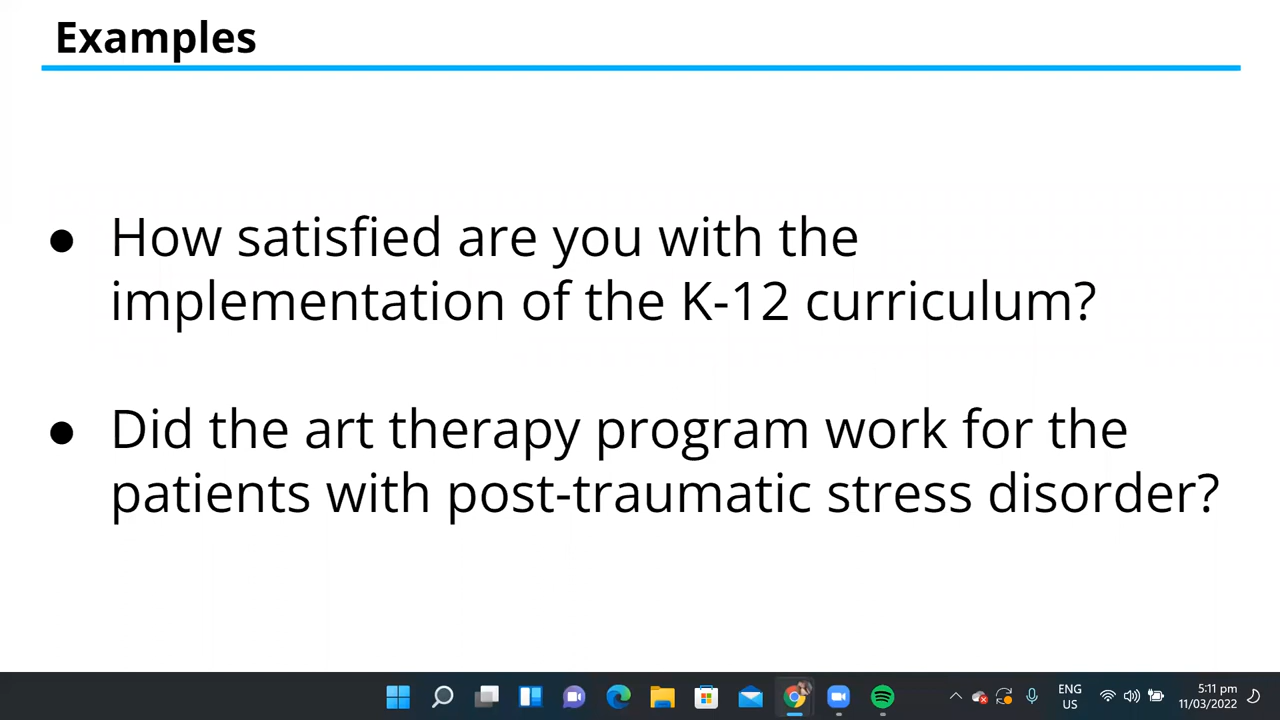 Examples
● How satisfied are you with the
implementation of the K-12 curriculum?
● Did the art therapy program work for the
patients with post-traumatic stress disorder?
ENG
US
5:11 pm
11/03/2022